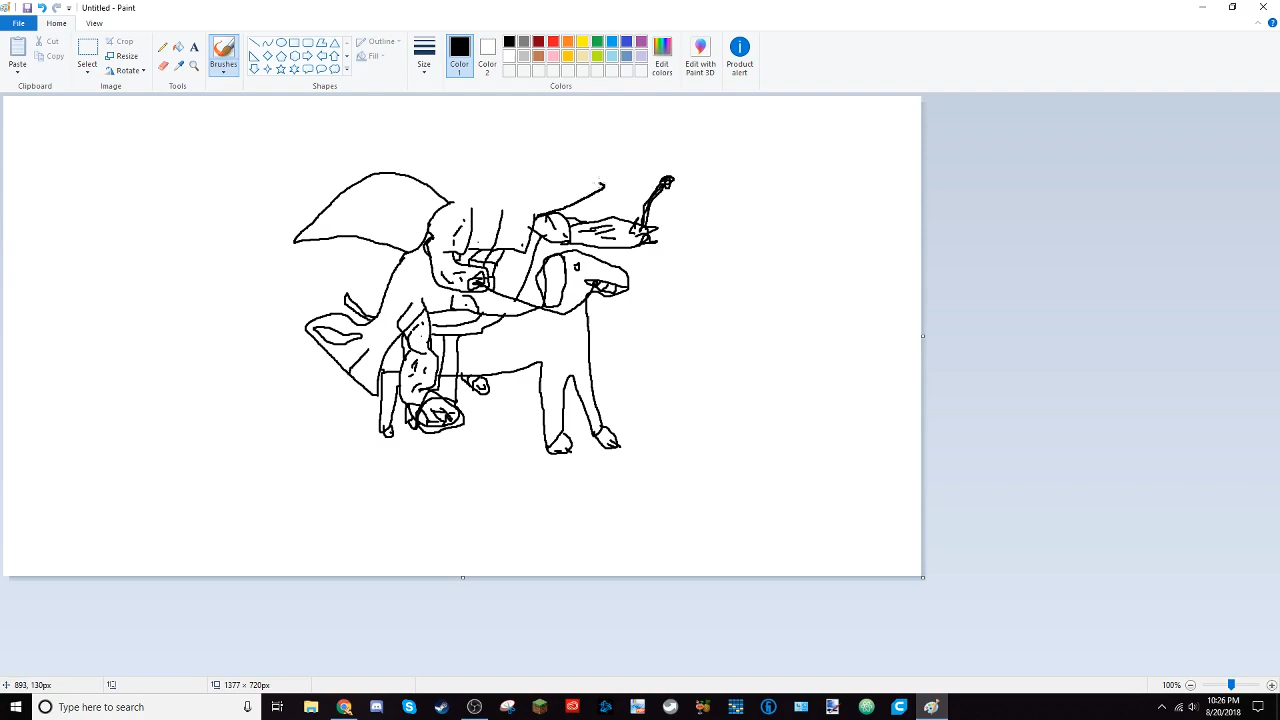 Untitled - Paint
File Home View
Paste
Cut
Copy
Clipboard
Select
Crop
Resize
Rotate
Image
A
Tools
Brushes
Shapes
Outline
Fill
Size
Color 1
Color 2
Edit colors
Colors
Edit with Paint 3D
Product alert
893, 130px
1377 × 720px
100%
Type here to search
10:26 PM
8/20/2018